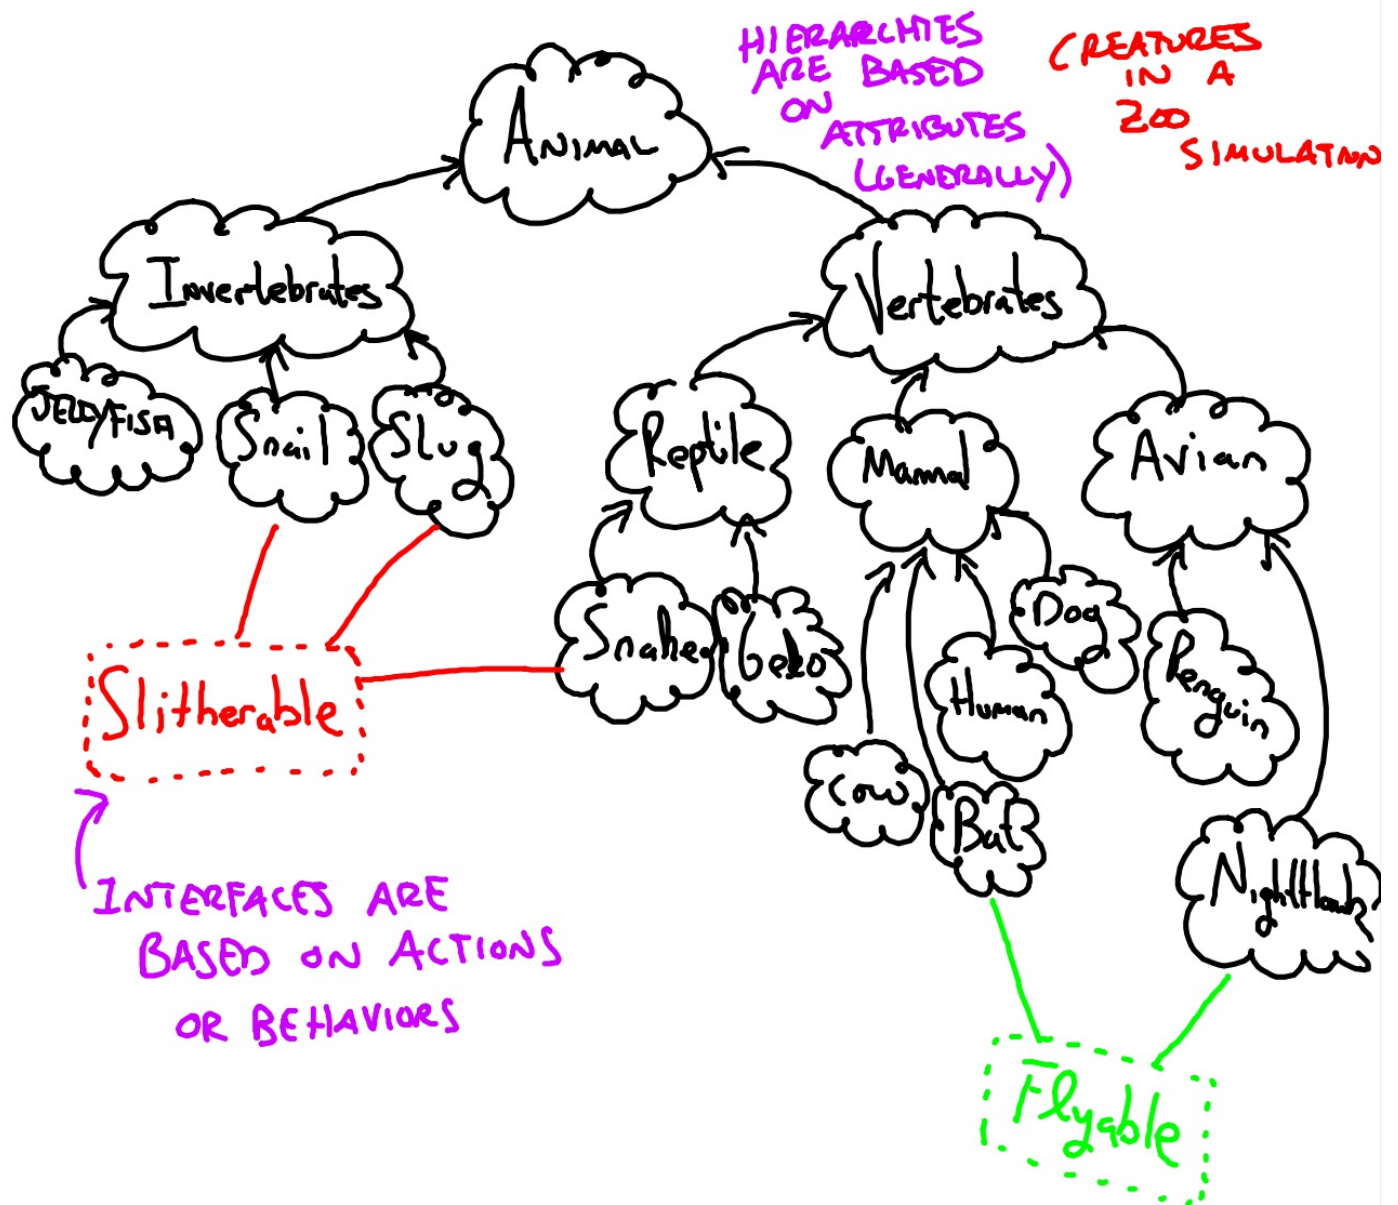 HIERARCHIES
ARE BASED
ON
ATTRIBUTES
(GENERALLY)
CREATURES
IN A
ZOO
SIMULATION
ANIMAL
Invertebrates
Vertebrates
JELLYFISH
Snail
Slug
Reptile
Mammal
Avian
Snake
Geko
Dog
Human
Penguin
Cow
Bat
NightHawk
Slitherable
INTERFACES ARE
BASED ON ACTIONS
OR BEHAVIORS
Flyable